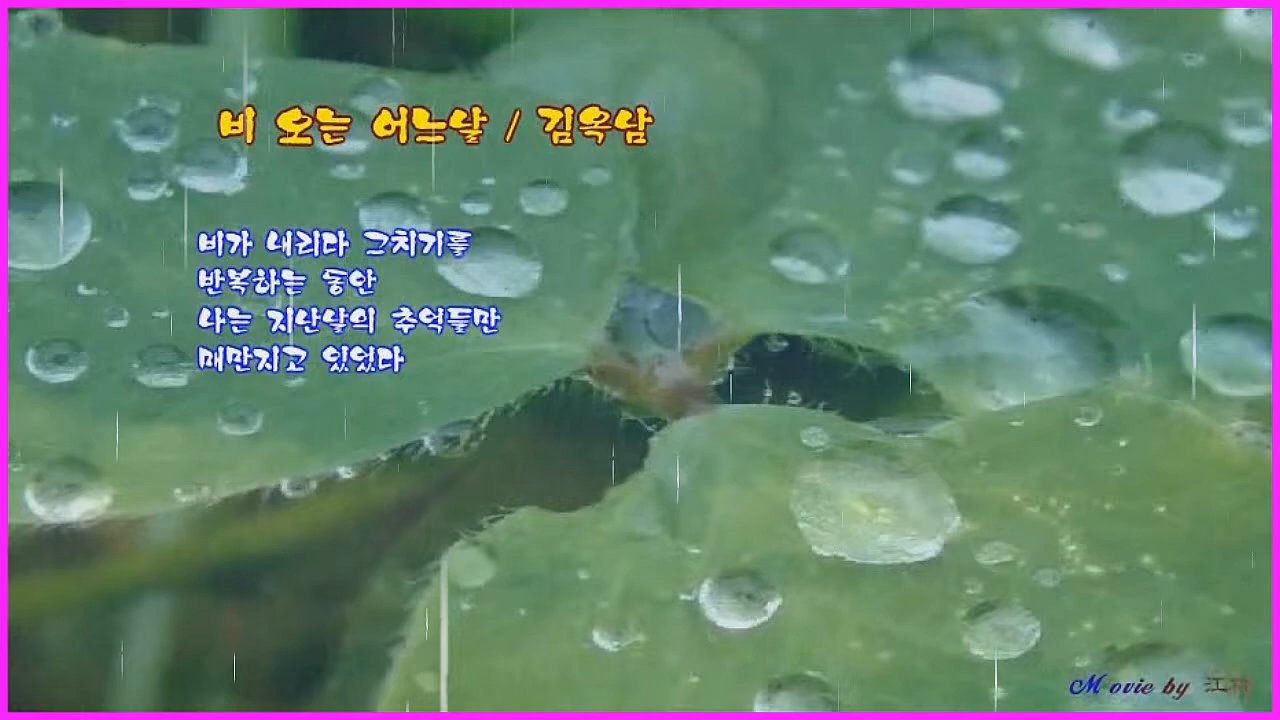 비 오는 어느날 / 김옥남
비가 내리다 그치기를
반복하는 동안
나는 지난날의 추억들만
매만지고 있었다
Movie by 江村